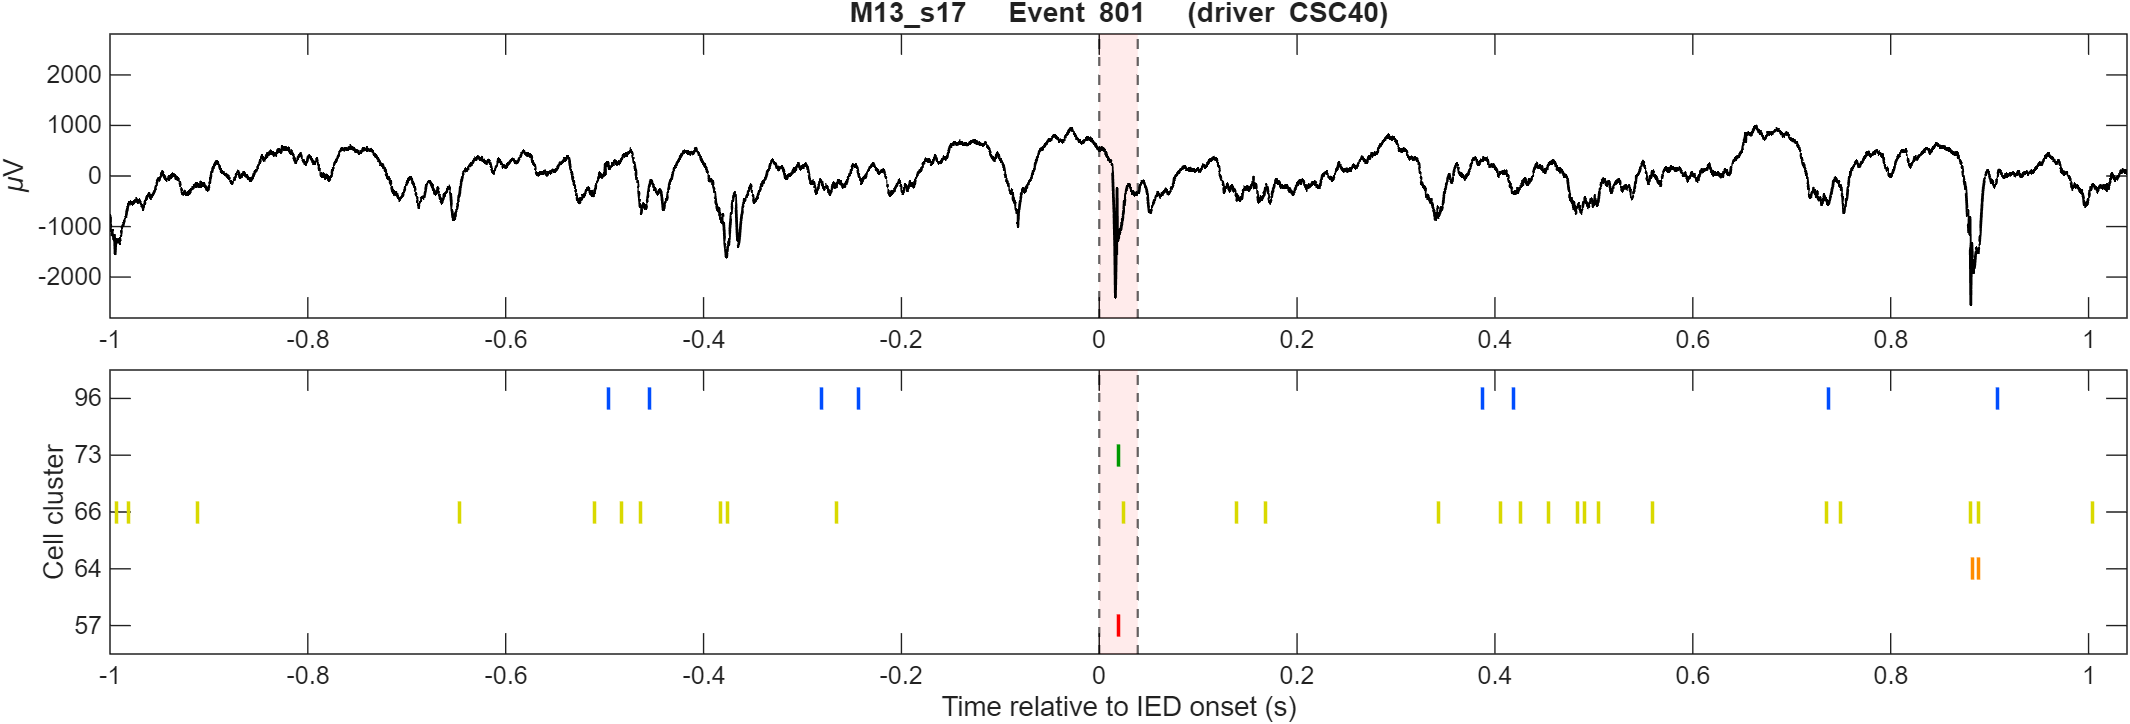 M13_s17 Event 801 (driver CSC40)
2000
1000
0
-1000
-2000
µV
-1 -0.8 -0.6 -0.4 -0.2 0 0.2 0.4 0.6 0.8 1
96
73
66
64
57
Cell cluster
-1 -0.8 -0.6 -0.4 -0.2 0 0.2 0.4 0.6 0.8 1
Time relative to IED onset (s)